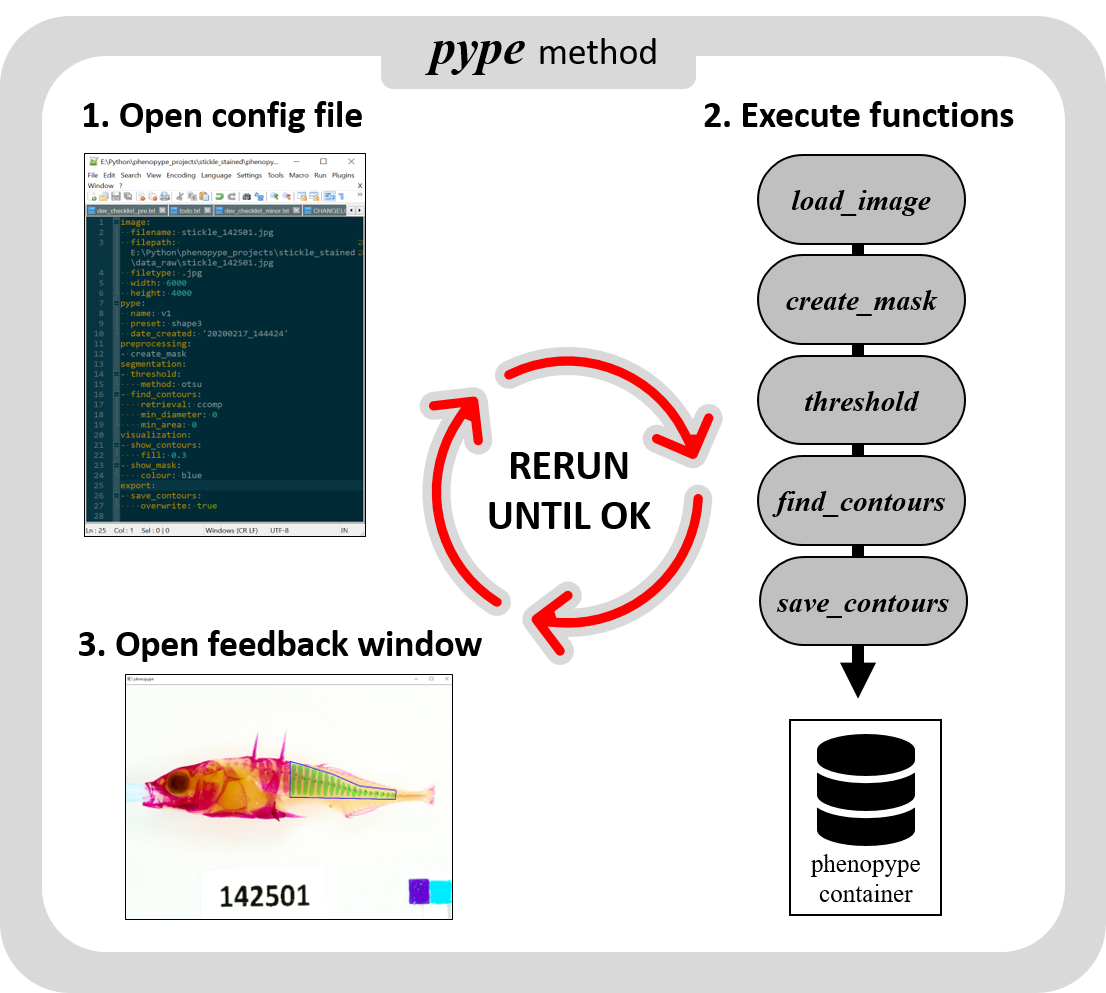 pype method
1. Open config file
E:\Python\phenopype_projects\stickle_stained\phenopy...
File Edit Search View Encoding Language Settings Tools Macro Run Plugins
Window ? X
dev_checklist_pre.txt todo.txt dev_checklist_minor.txt CHANGELO
1 image:
2 filename: stickle_142501.jpg
3 filepath:
E:\Python\phenopype_projects\stickle_stained
\data_raw\stickle_142501.jpg
4 filetype: .jpg
5 width: 6000
6 height: 4000
7 pype:
8 name: v1
9 preset: shape3
10 date_created: '20200217_144424'
11 preprocessing:
12 - create_mask
13 segmentation:
14 - threshold:
15 method: otsu
16 - find_contours:
17 retrieval: ccomp
18 min_diameter: 0
19 min_area: 0
20 visualization:
21 - show_contours:
22 fill: 0.3
23 - show_mask:
24 colour: blue
25 export:
26 - save_contours:
27 overwrite: true
28
Ln : 25 Col : 1 Sel : 0 | 0 Windows (CR LF) UTF-8 IN
2. Execute functions
load_image
create_mask
threshold
find_contours
save_contours
phenopype
container
RERUN
UNTIL OK
3. Open feedback window
phenopype
142501